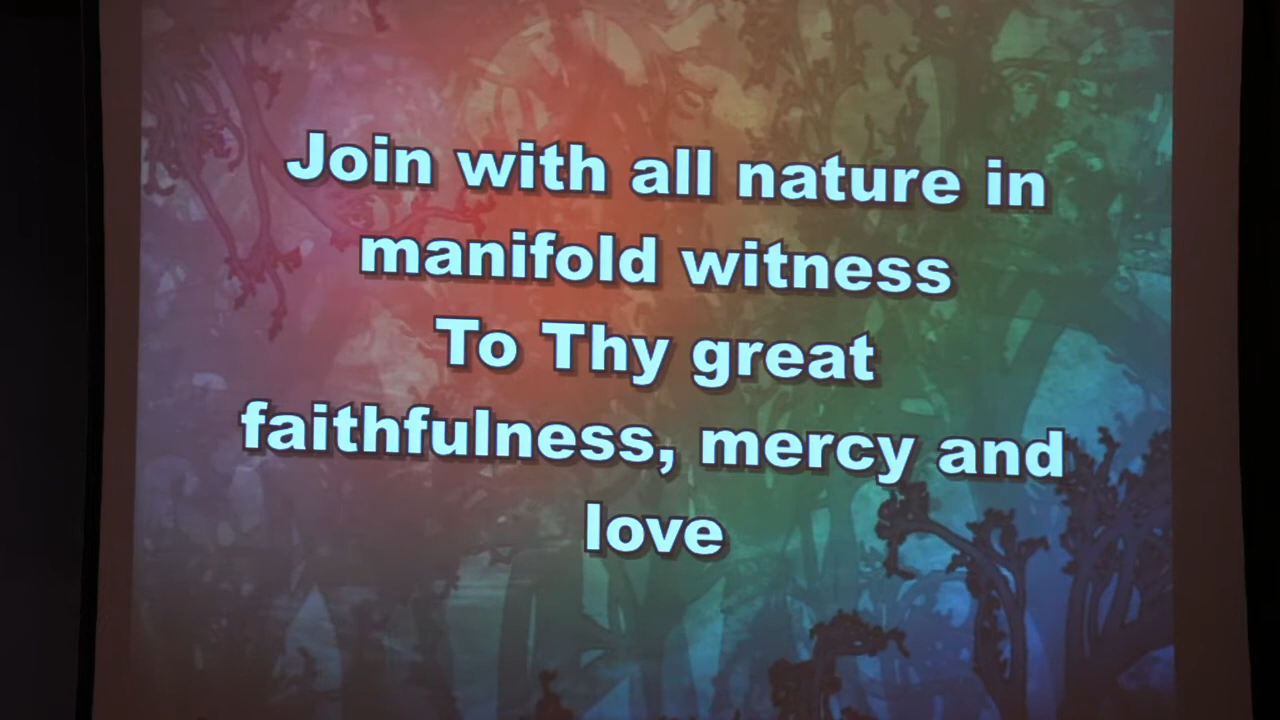 Join with all nature in
manifold witness
To Thy great
faithfulness, mercy and
love